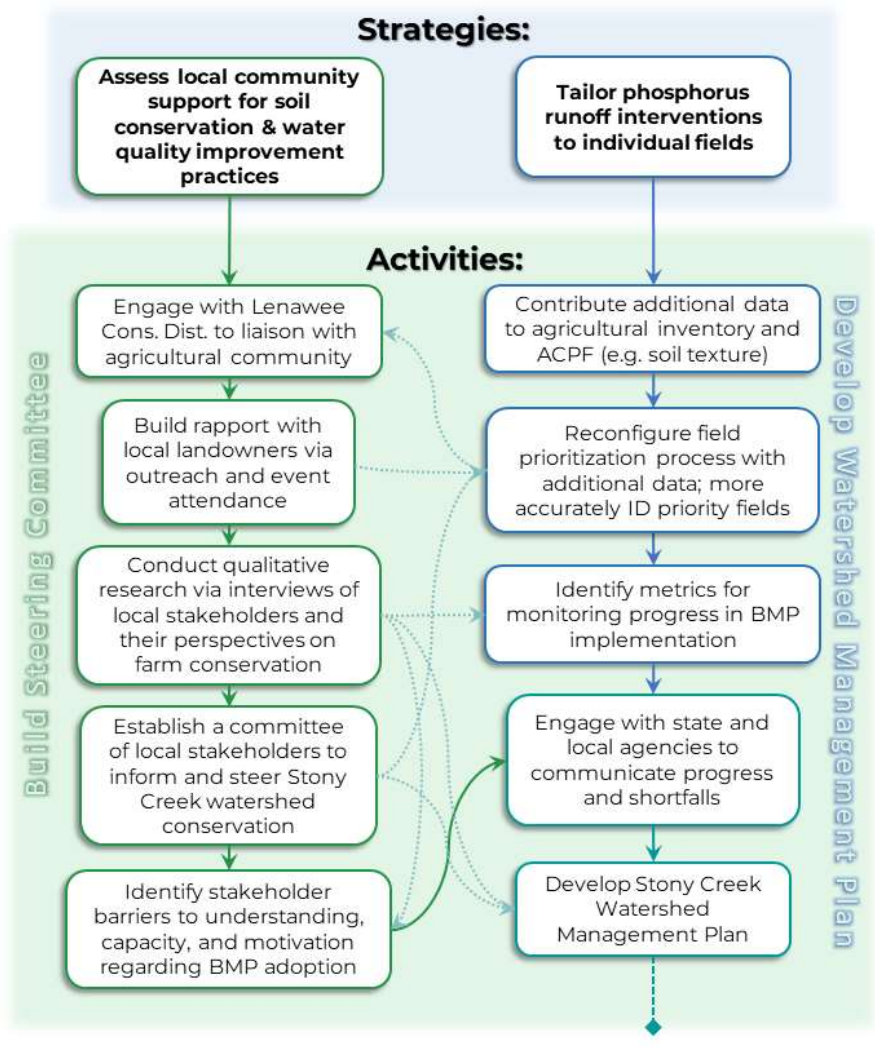 Strategies:
Assess local community
support for soil
conservation & water
quality improvement
practices
Tailor phosphorus
runoff interventions
to individual fields
Activities:
Build Steering Committee
Engage with Lenawee
Cons. Dist. to liaison with
agricultural community
Build rapport with
local landowners via
outreach and event
attendance
Conduct qualitative
research via interviews of
local stakeholders and
their perspectives on
farm conservation
Establish a committee
of local stakeholders to
inform and steer Stony
Creek watershed
conservation
Identify stakeholder
barriers to understanding,
capacity, and motivation
regarding BMP adoption
Contribute additional data
to agricultural inventory and
ACPF (e.g. soil texture)
Reconfigure field
prioritization process with
additional data; more
accurately ID priority fields
Identify metrics for
monitoring progress in BMP
implementation
Engage with state and
local agencies to
communicate progress
and shortfalls
Develop Stony Creek
Watershed
Management Plan
Develop Watershed Management Plan